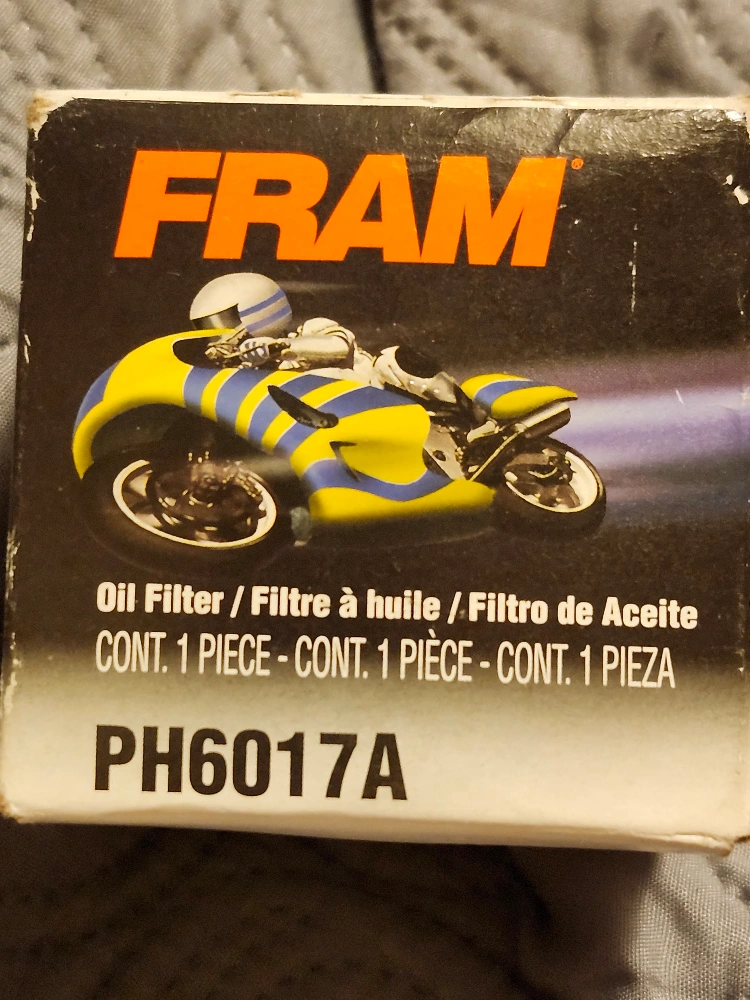 FRAM®
Oil Filter / Filtre à huile / Filtro de Aceite
CONT. 1 PIECE - CONT. 1 PIÈCE - CONT. 1 PIEZA
PH6017A